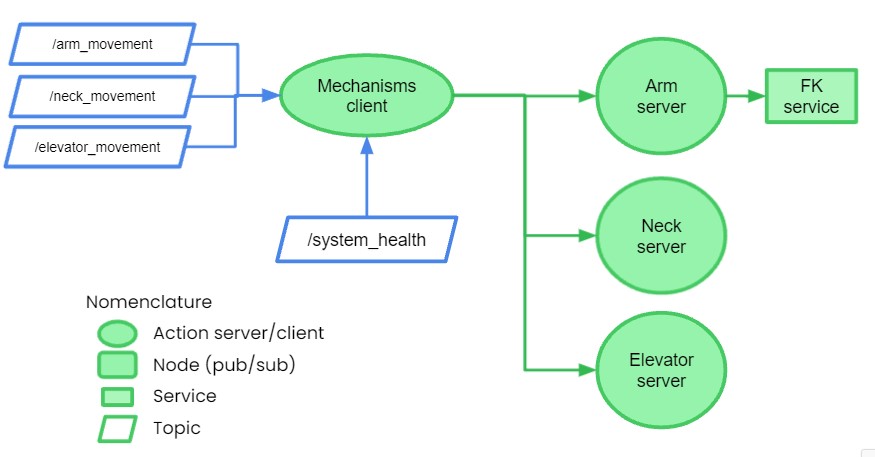 /arm_movement
/neck_movement
/elevator_movement
Mechanisms
client
/system_health
Arm
server
FK
service
Neck
server
Elevator
server
Nomenclature
Action server/client
Node (pub/sub)
Service
Topic